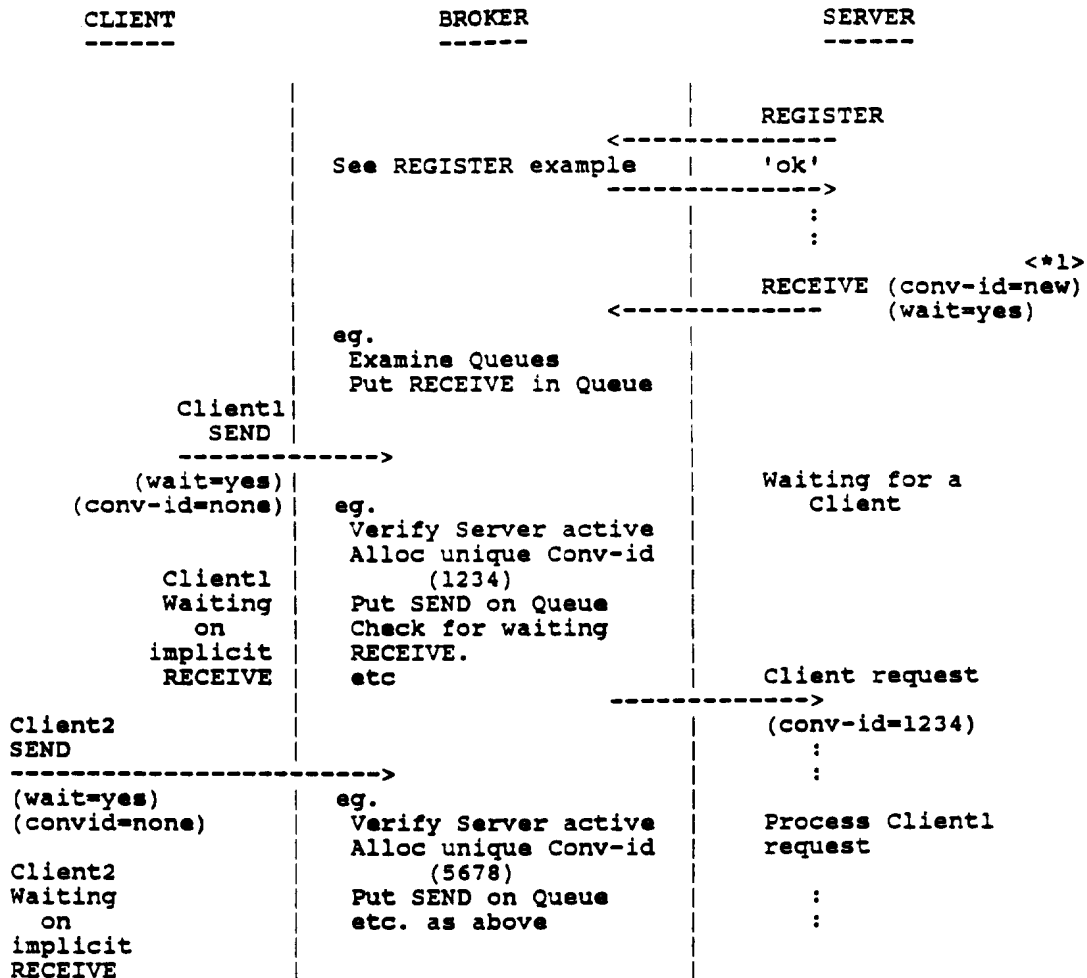 CLIENT BROKER SERVER
------ ------ ------
REGISTER
<--------------
See REGISTER example 'ok'
-------------->
:
:
<*1>
RECEIVE (conv-id=new)
<------------- (wait=yes)
eg.
Examine Queues
Put RECEIVE in Queue
Client1
SEND
-------------->
(wait=yes) Waiting for a
(conv-id=none) eg. Client
Verify Server active
Alloc unique Conv-id
Client1 (1234)
Waiting Put SEND on Queue
on Check for waiting
implicit RECEIVE.
RECEIVE etc Client request
-------------->
Client2 (conv-id=1234)
SEND :
-------------------------> :
(wait=yes) eg.
(convid=none) Verify Server active Process Client1
Alloc unique Conv-id request
Client2 (5678)
Waiting Put SEND on Queue :
on etc. as above :
implicit
RECEIVE